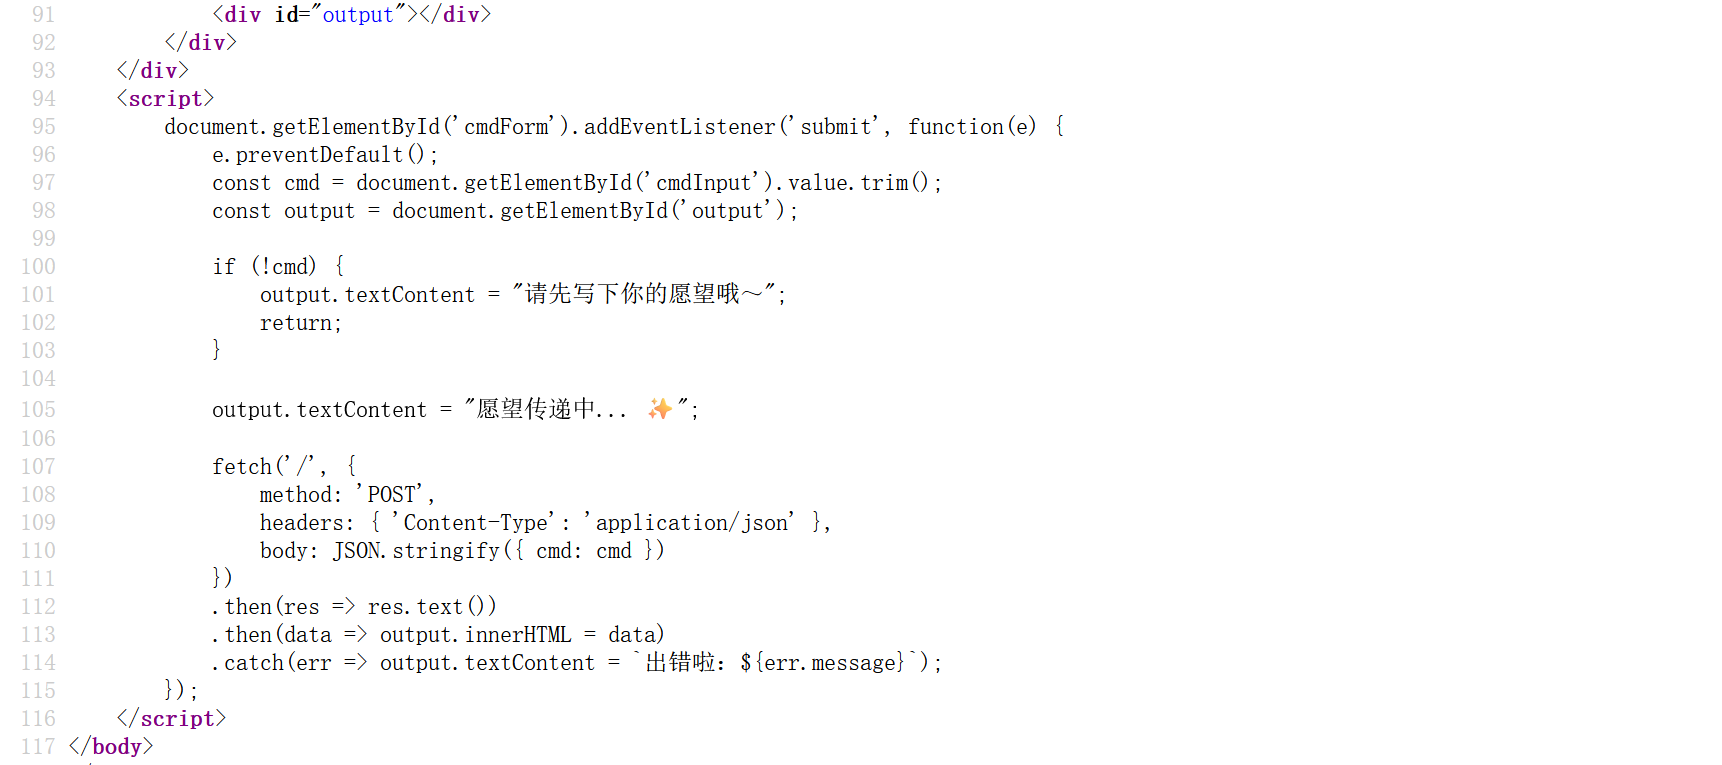 91             <div id="output"></div>
92         </div>
93     </div>
94     <script>
95         document.getElementById('cmdForm').addEventListener('submit', function(e) {
96             e.preventDefault();
97             const cmd = document.getElementById('cmdInput').value.trim();
98             const output = document.getElementById('output');
99
100             if (!cmd) {
101                 output.textContent = "请先写下你的愿望哦～";
102                 return;
103             }
104
105             output.textContent = "愿望传递中... ✨";
106
107             fetch('/', {
108                 method: 'POST',
109                 headers: { 'Content-Type': 'application/json' },
110                 body: JSON.stringify({ cmd: cmd })
111             })
112             .then(res => res.text())
113             .then(data => output.innerHTML = data)
114             .catch(err => output.textContent = `出错啦：${err.message}`);
115         });
116     </script>
117 </body>